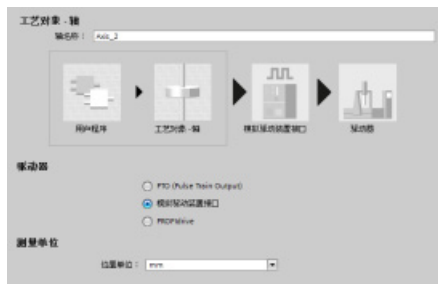 工艺对象 - 轴
轴名称： Axis_2
用户程序
工艺对象 -轴
模拟驱动装置接口
驱动器
驱动器
PTO (Pulse Train Output)
模拟驱动装置接口
PROFIdrive
测量单位
位置单位： mm